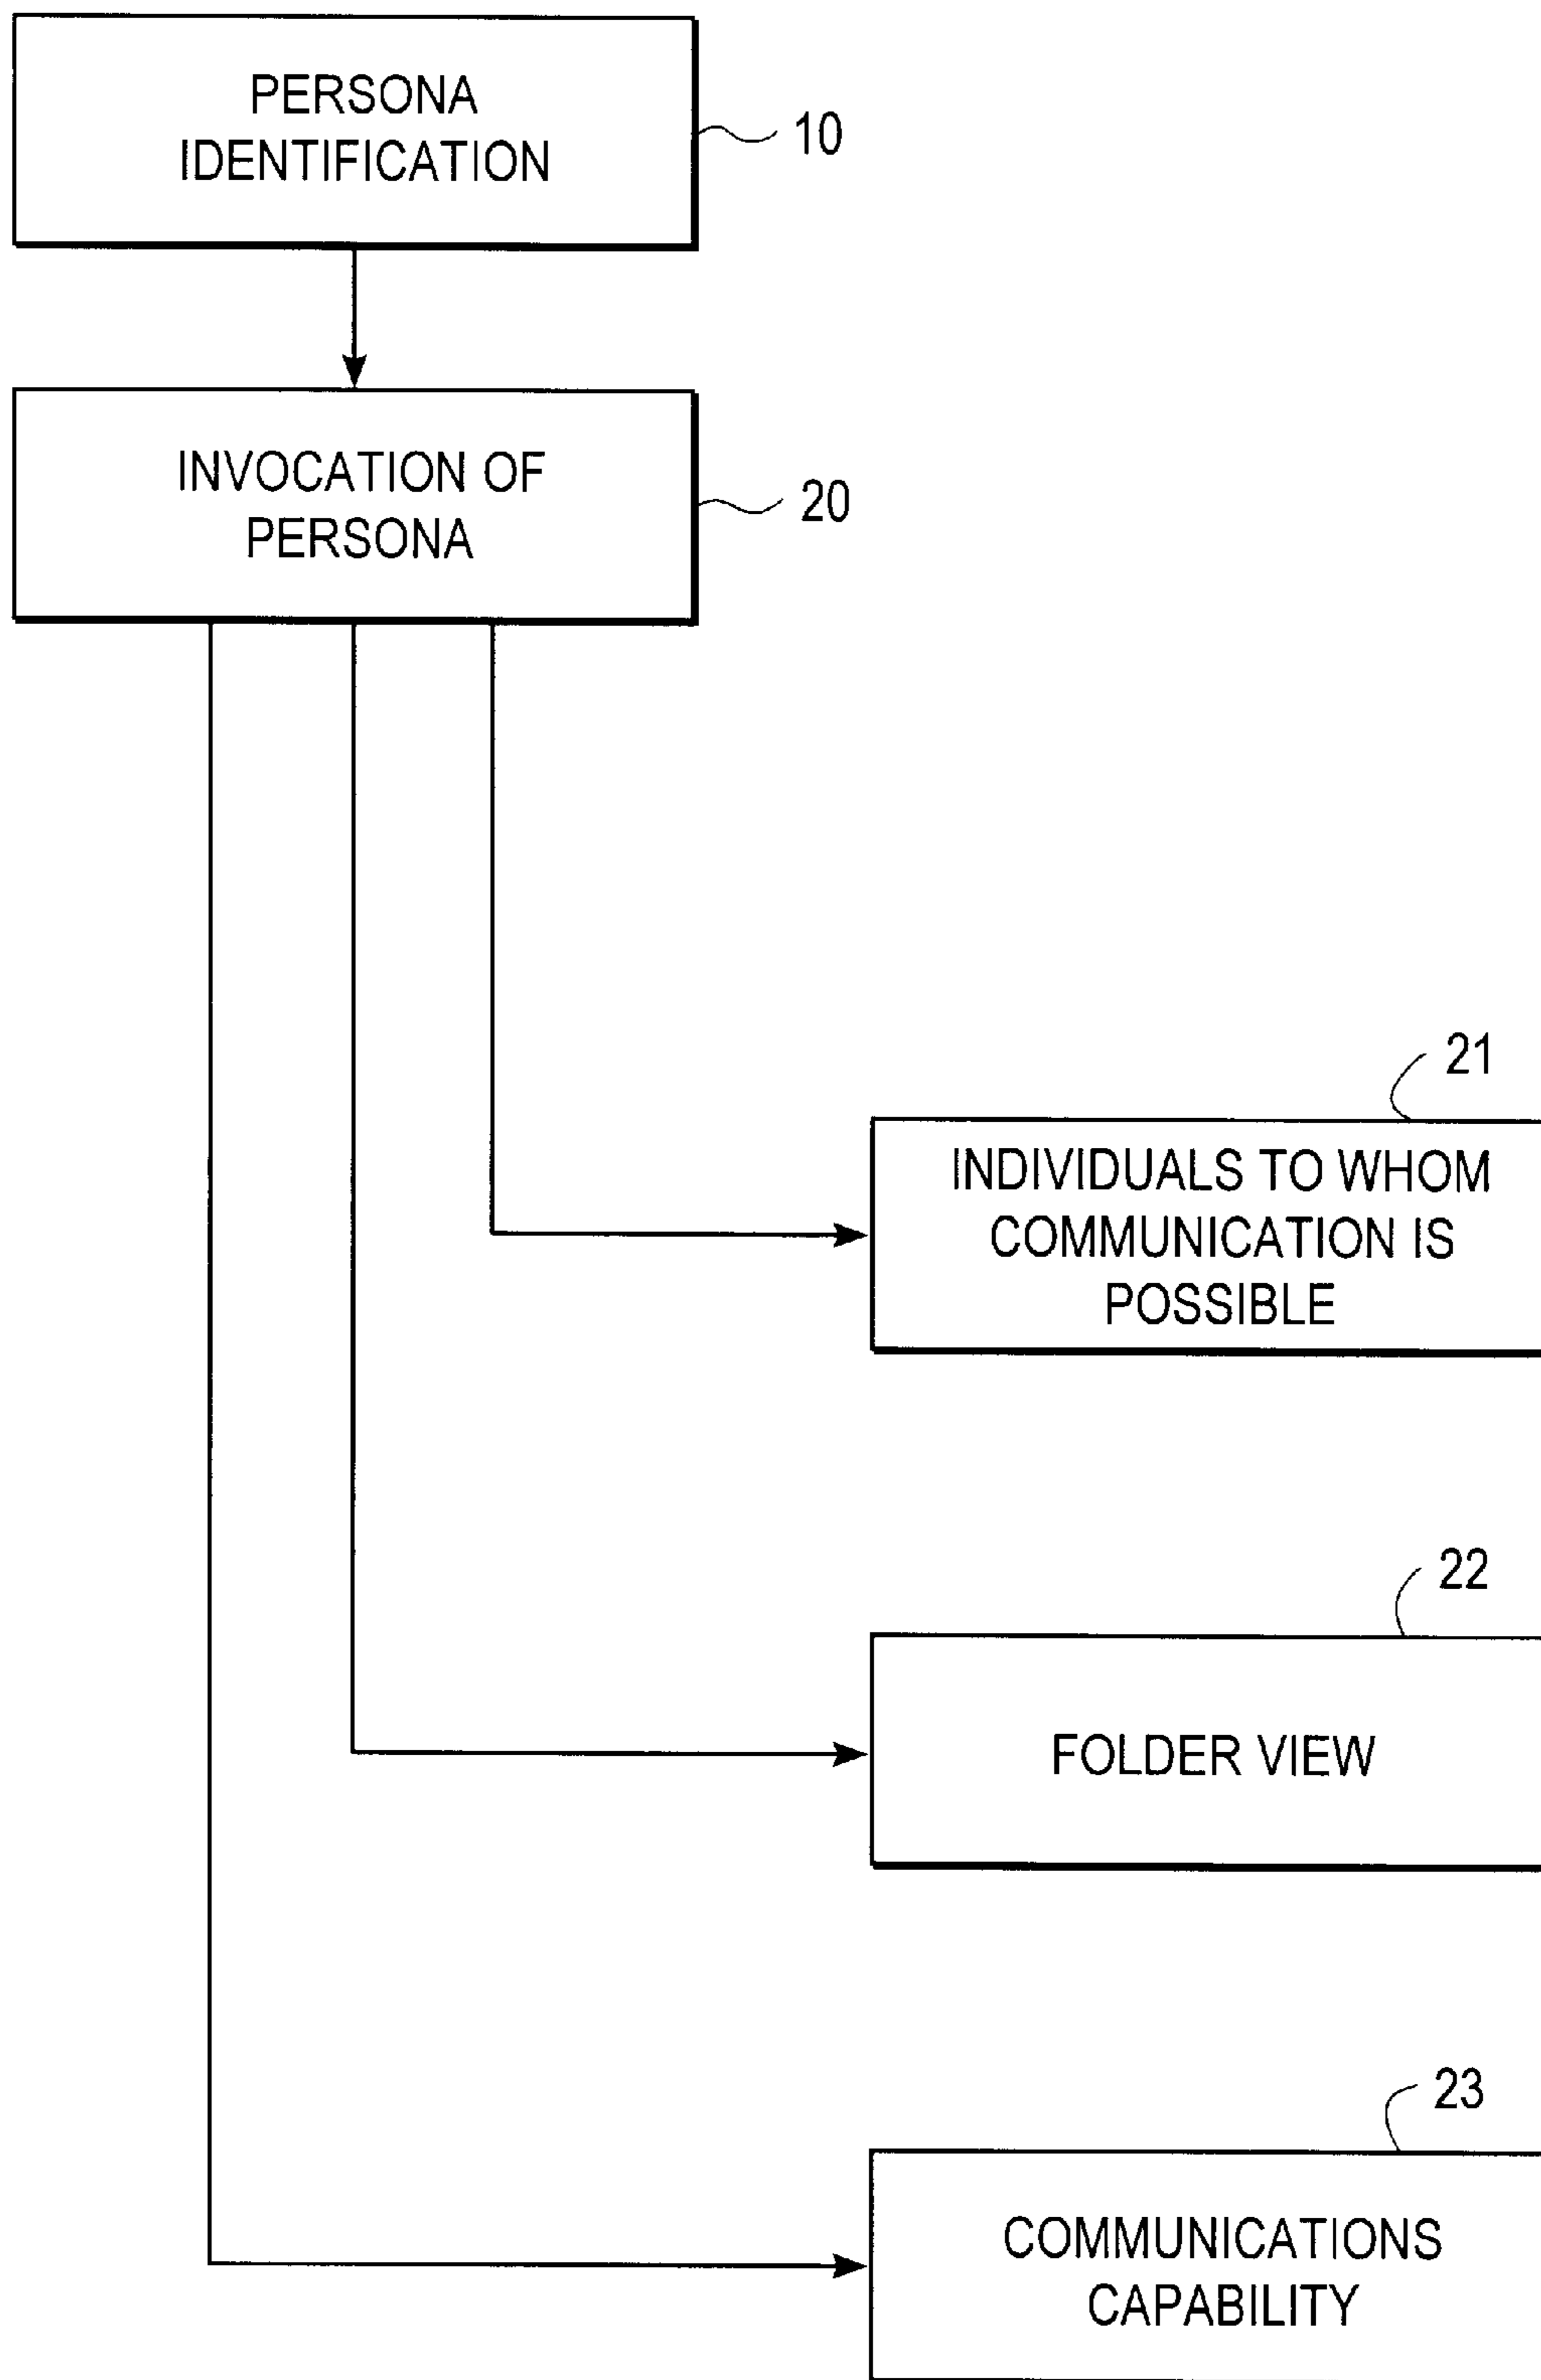 PERSONA
IDENTIFICATION
10
INVOCATION OF
PERSONA
20
21
INDIVIDUALS TO WHOM
COMMUNICATION IS
POSSIBLE
22
FOLDER VIEW
23
COMMUNICATIONS
CAPABILITY